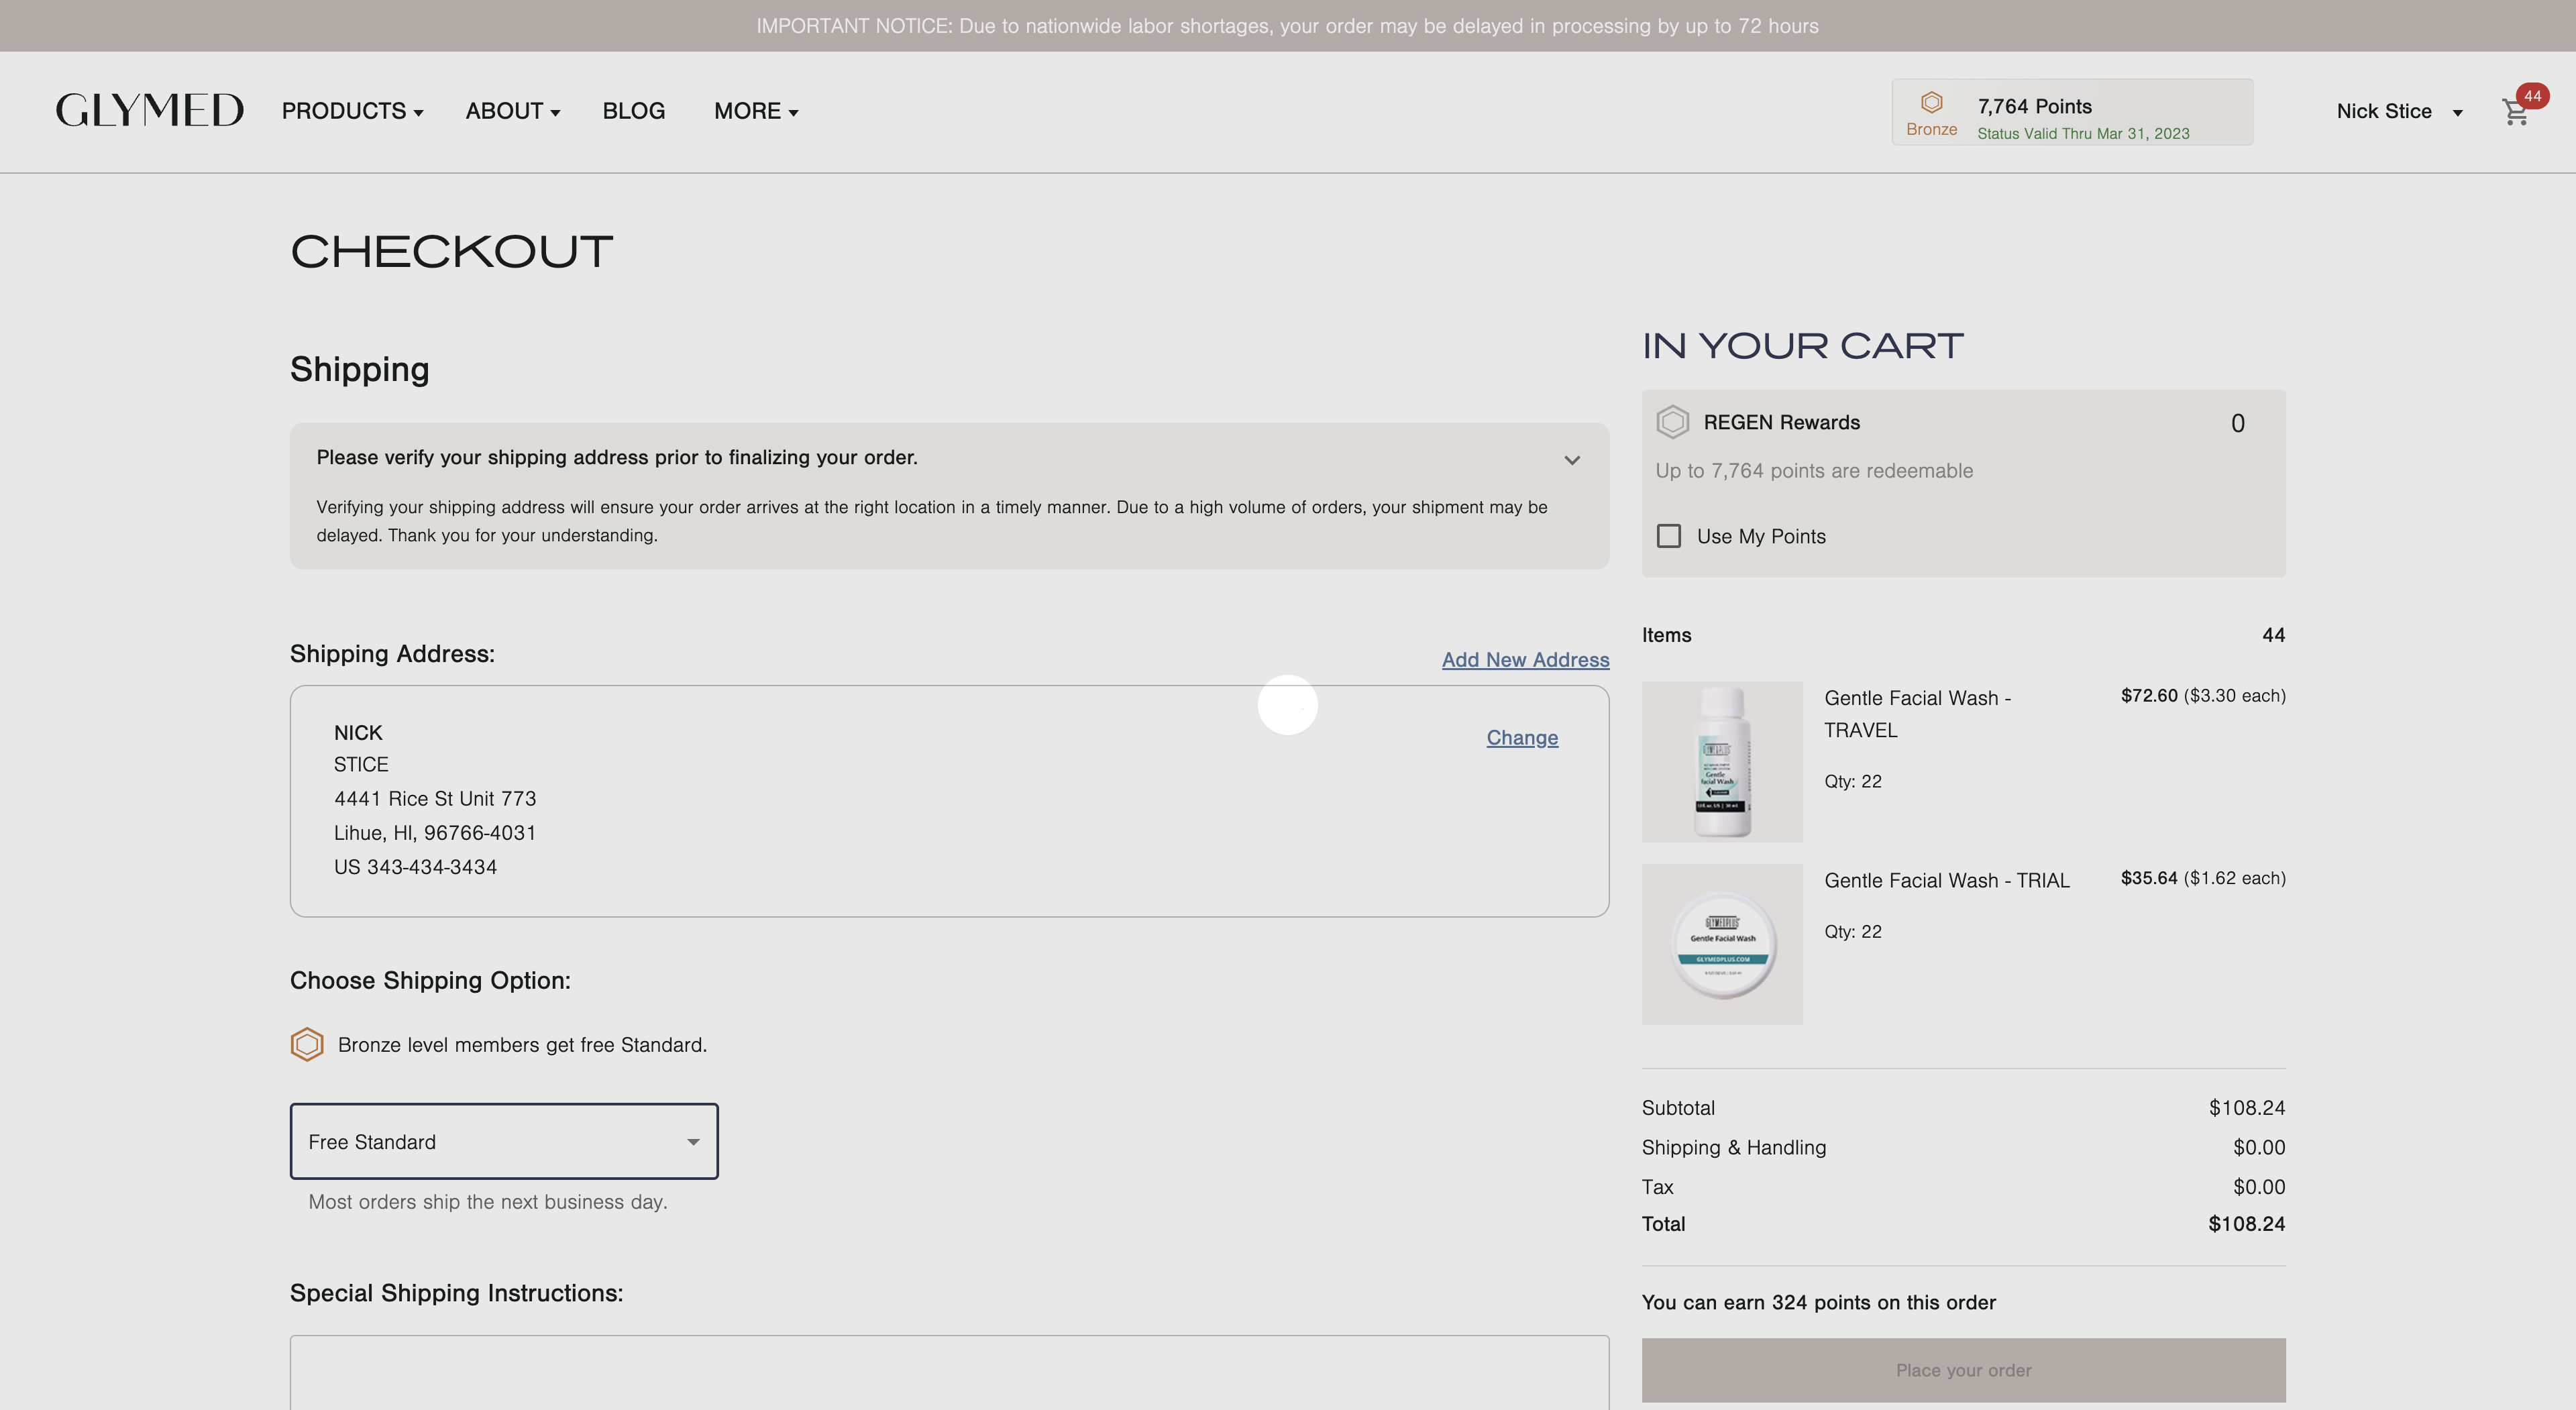 IMPORTANT NOTICE: Due to nationwide labor shortages, your order may be delayed in processing by up to 72 hours
GLYMED
PRODUCTS
ABOUT
BLOG
MORE
Bronze
7,764 Points
Status Valid Thru Mar 31, 2023
Nick Stice
44
CHECKOUT
Shipping
Please verify your shipping address prior to finalizing your order.
Verifying your shipping address will ensure your order arrives at the right location in a timely manner. Due to a high volume of orders, your shipment may be
delayed. Thank you for your understanding.
Shipping Address:
Add New Address
NICK
Change
STICE
4441 Rice St Unit 773
Lihue, HI, 96766-4031
US 343-434-3434
Choose Shipping Option:
Bronze level members get free Standard.
Free Standard
Most orders ship the next business day.
Special Shipping Instructions:
IN YOUR CART
REGEN Rewards
0
Up to 7,764 points are redeemable
Use My Points
Items
44
Gentle Facial Wash -
TRAVEL
$72.60 ($3.30 each)
Qty: 22
Gentle
Facial Wash
Gentle Facial Wash - TRIAL
$35.64 ($1.62 each)
Qty: 22
GLYMEDPLUS
Gentle Facial Wash
GLYMEDPLUS.COM
Subtotal
$108.24
Shipping & Handling
$0.00
Tax
$0.00
Total
$108.24
You can earn 324 points on this order
Place your order